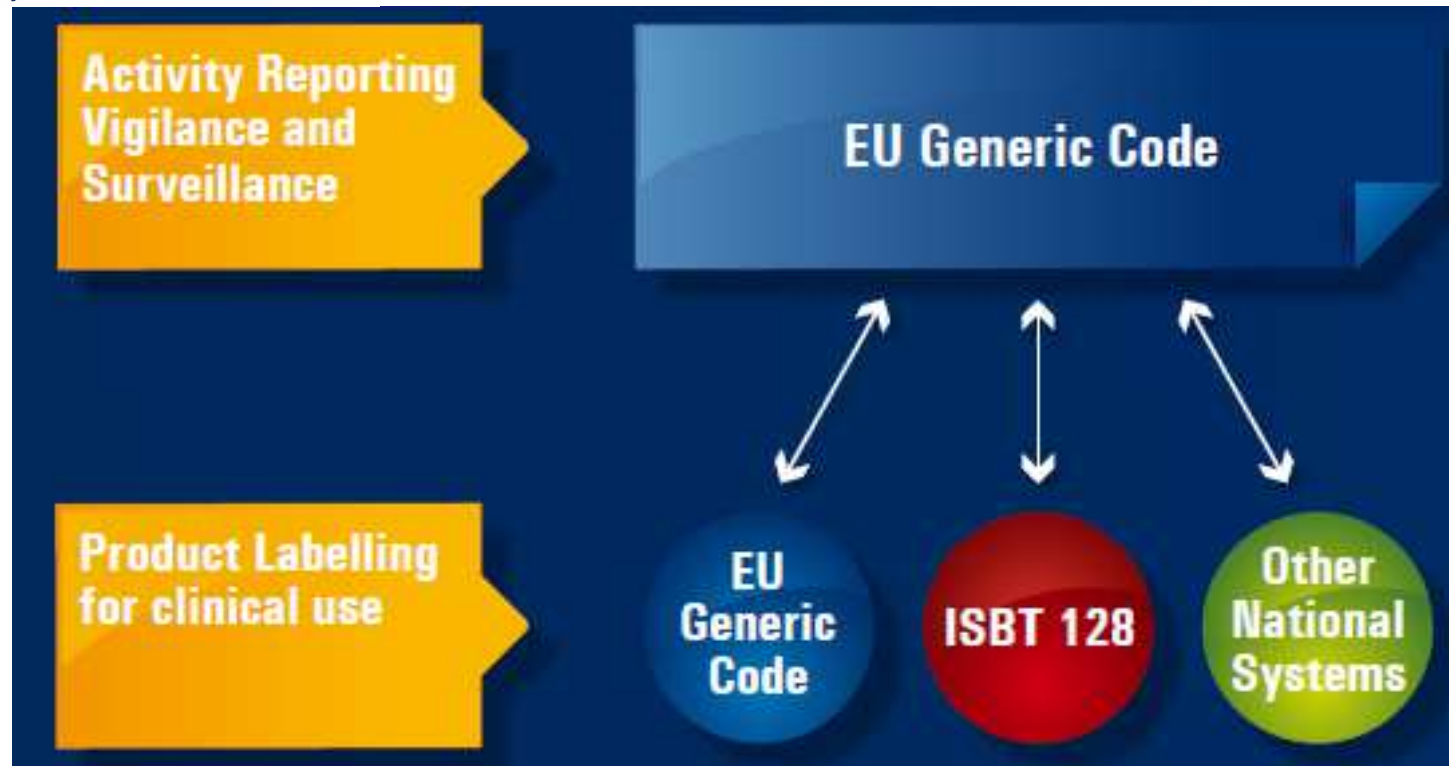 Activity Reporting
Vigilance and
Surveillance
EU Generic Code
Product Labelling
for clinical use
EU
Generic
Code
ISBT 128
Other
National
Systems